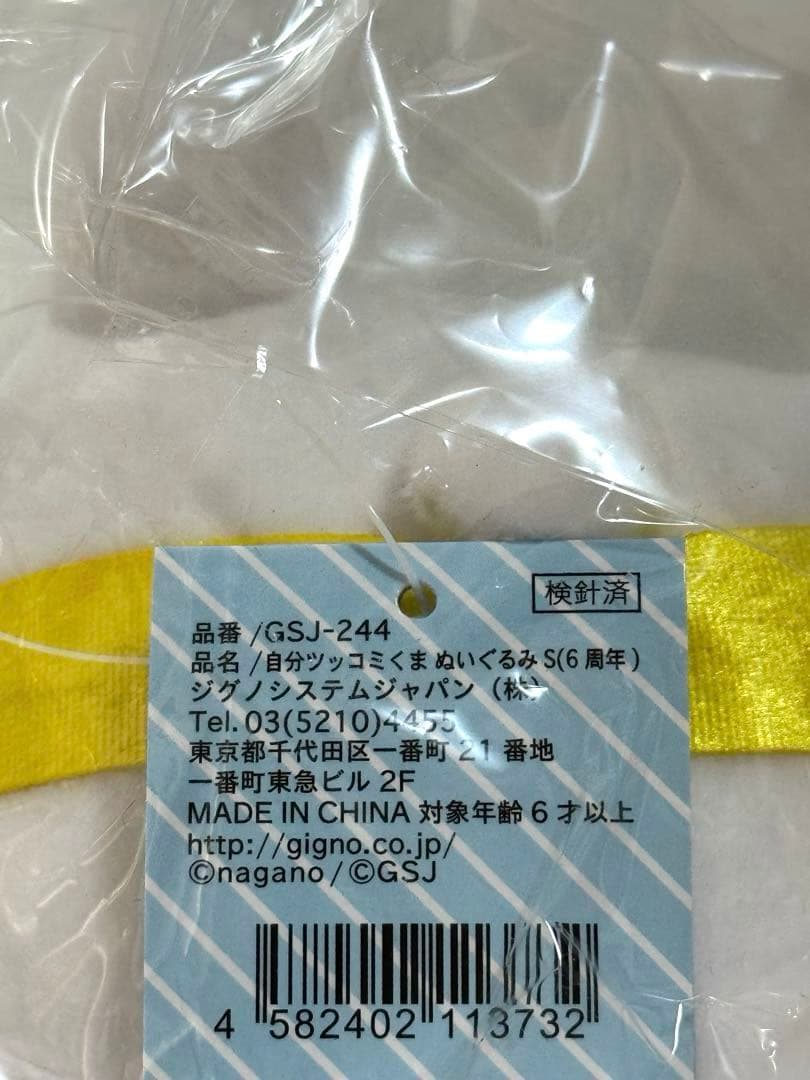 検針済
品番 /GSJ-244
品名 /自分ツッコミくま ぬいぐるみ S(6 周年)
ジグノシステムジャパン（株）
Tel. 03(5210)4455
東京都千代田区一番町 21 番地
一番町東急ビル 2F
MADE IN CHINA 対象年齢 6 才以上
http://gigno.co.jp/
©nagano/©GSJ
4 582402 113732